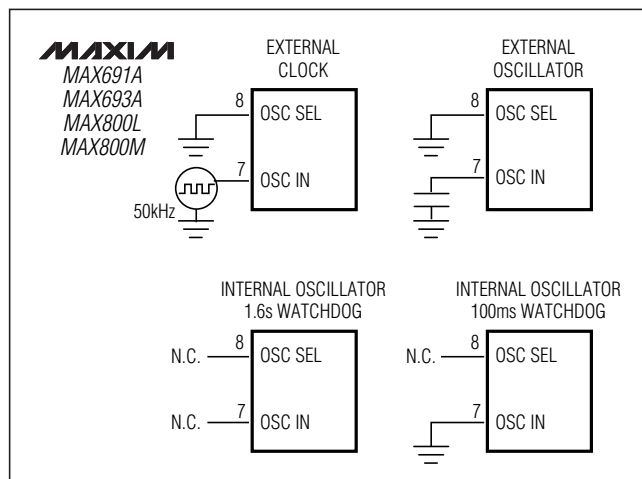 MAXIM
MAX691A
MAX693A
MAX800L
MAX800M
EXTERNAL
CLOCK
8
OSC SEL
7
OSC IN
50kHz
EXTERNAL
OSCILLATOR
8
OSC SEL
7
OSC IN
INTERNAL OSCILLATOR
1.6s WATCHDOG
N.C.
8
OSC SEL
N.C.
7
OSC IN
INTERNAL OSCILLATOR
100ms WATCHDOG
N.C.
8
OSC SEL
7
OSC IN